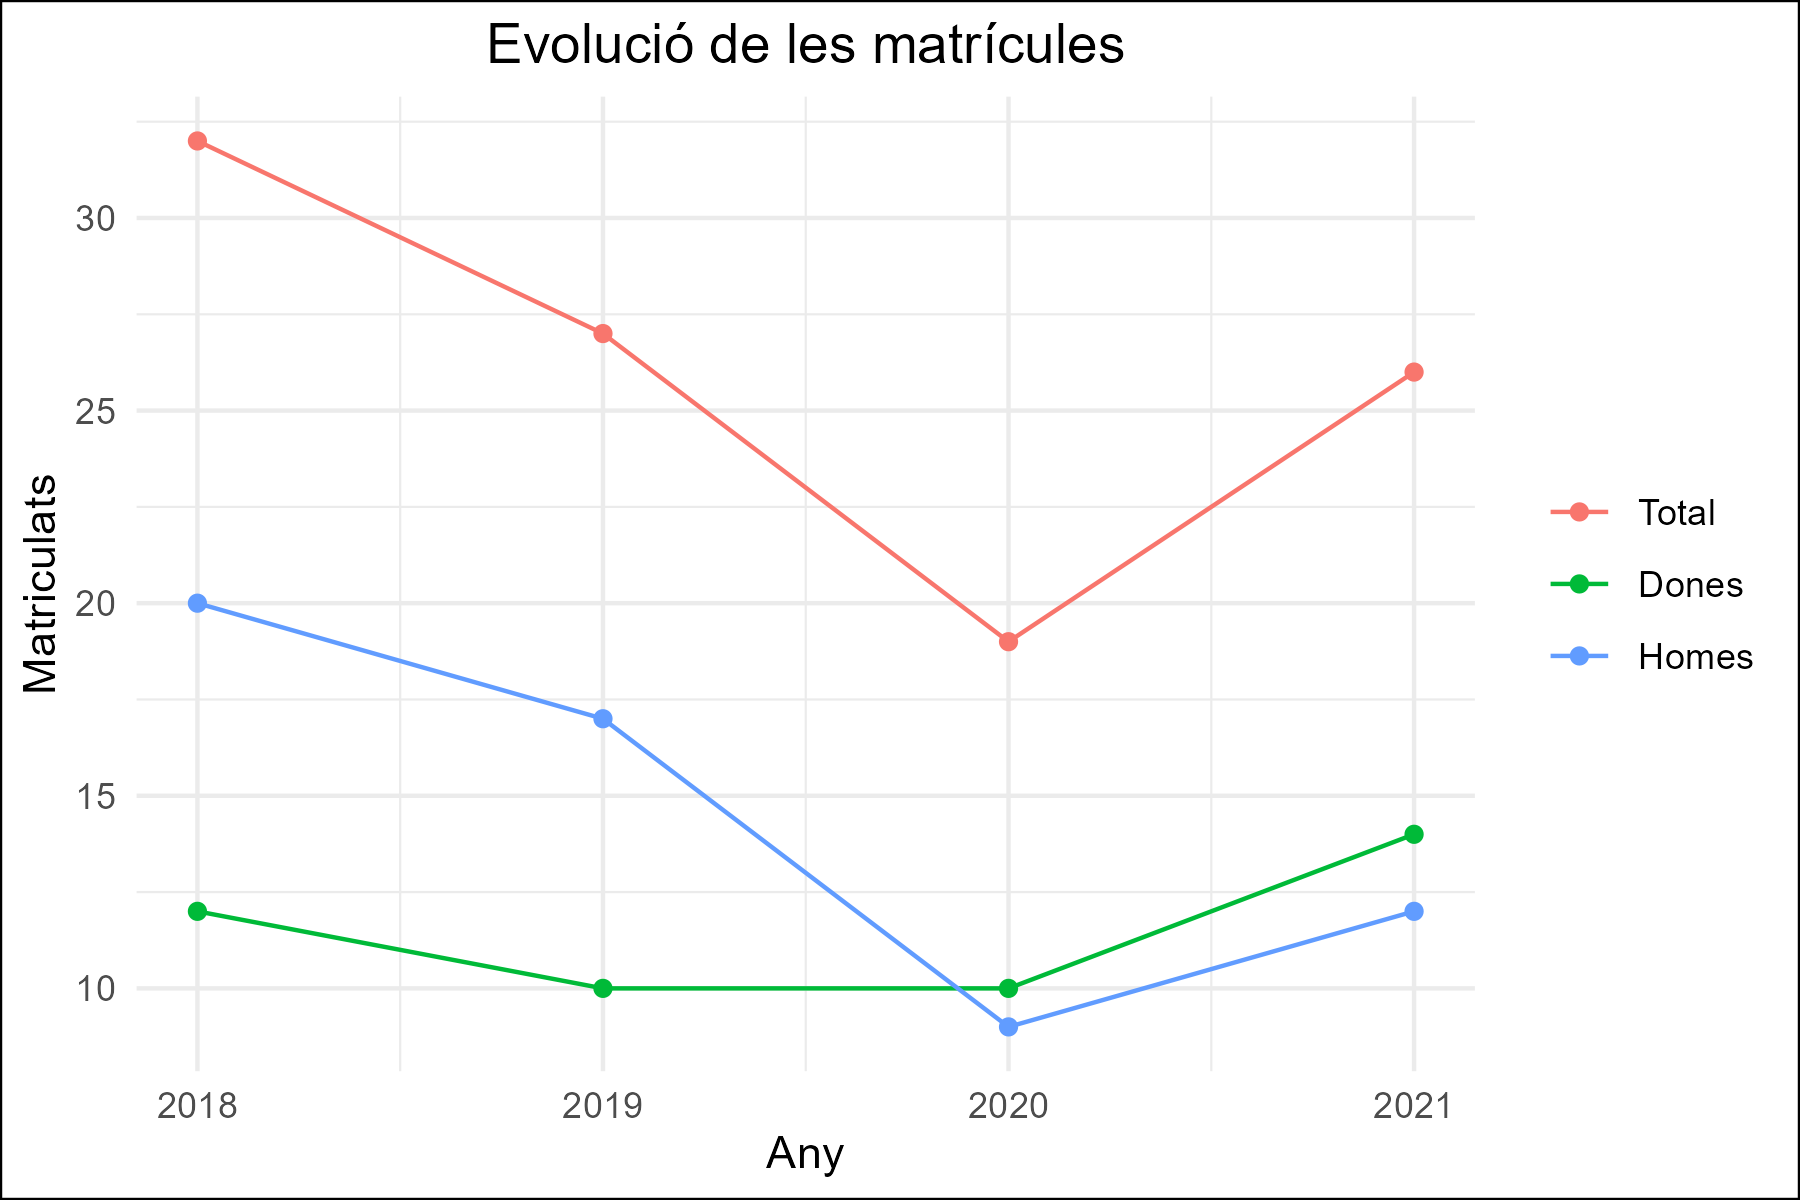 Evolució de les matrícules
Matriculats
30
25
20
15
10
2018
2019
2020
2021
Any
Total
Dones
Homes